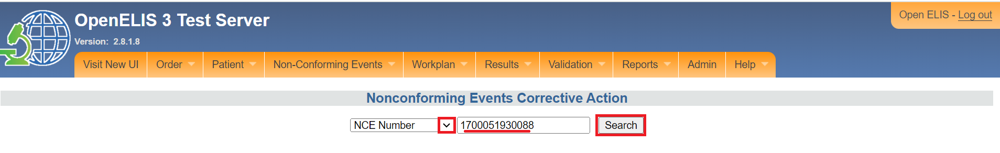 OpenELIS 3 Test Server
Open ELIS - Log out
Version: 2.8.1.8
Visit New UI Order Patient Non-Conforming Events Workplan Results Validation Reports Admin Help
Nonconforming Events Corrective Action
NCE Number 1700051930088 Search